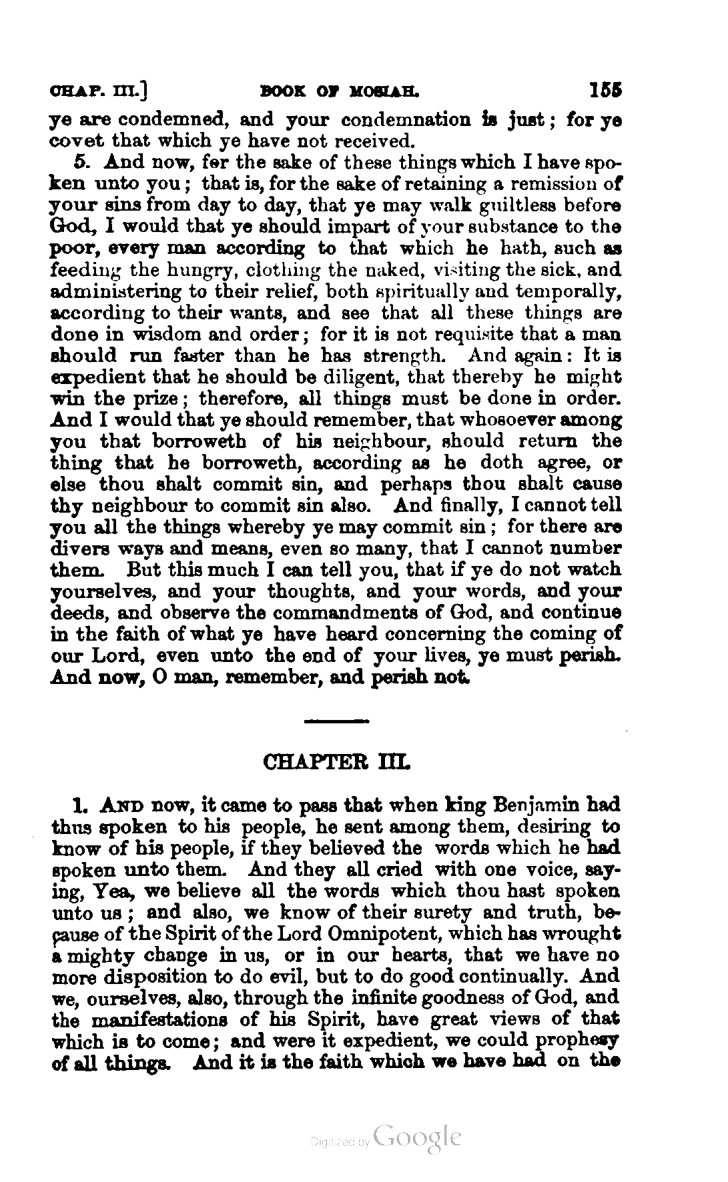 CHAP. III.] BOOK OF MOSIAH. 155
ye are condemned, and your condemnation is just; for ye
covet that which ye have not received.
5. And now, for the sake of these things which I have spo-
ken unto you; that is, for the sake of retaining a remission of
your sins from day to day, that ye may walk guiltless before
God, I would that ye should impart of your substance to the
poor, every man according to that which he hath, such as
feeding the hungry, clothing the naked, visiting the sick, and
administering to their relief, both spiritually and temporally,
according to their wants, and see that all these things are
done in wisdom and order; for it is not requisite that a man
should run faster than he has strength. And again: It is
expedient that he should be diligent, that thereby he might
win the prize; therefore, all things must be done in order.
And I would that ye should remember, that whosoever among
you that borroweth of his neighbour, should return the
thing that he borroweth, according as he doth agree, or
else thou shalt commit sin, and perhaps thou shalt cause
thy neighbour to commit sin also. And finally, I cannot tell
you all the things whereby ye may commit sin; for there are
divers ways and means, even so many, that I cannot number
them. But this much I can tell you, that if ye do not watch
yourselves, and your thoughts, and your words, and your
deeds, and observe the commandments of God, and continue
in the faith of what ye have heard concerning the coming of
our Lord, even unto the end of your lives, ye must perish.
And now, O man, remember, and perish not.
CHAPTER III.
1. AND now, it came to pass that when king Benjamin had
thus spoken to his people, he sent among them, desiring to
know of his people, if they believed the words which he had
spoken unto them. And they all cried with one voice, say-
ing, Yea, we believe all the words which thou hast spoken
unto us; and also, we know of their surety and truth, be-
cause of the Spirit of the Lord Omnipotent, which has wrought
a mighty change in us, or in our hearts, that we have no
more disposition to do evil, but to do good continually. And
we, ourselves, also, through the infinite goodness of God, and
the manifestations of his Spirit, have great views of that
which is to come; and were it expedient, we could prophesy
of all things. And it is the faith which we have had on the
Digitized by Google